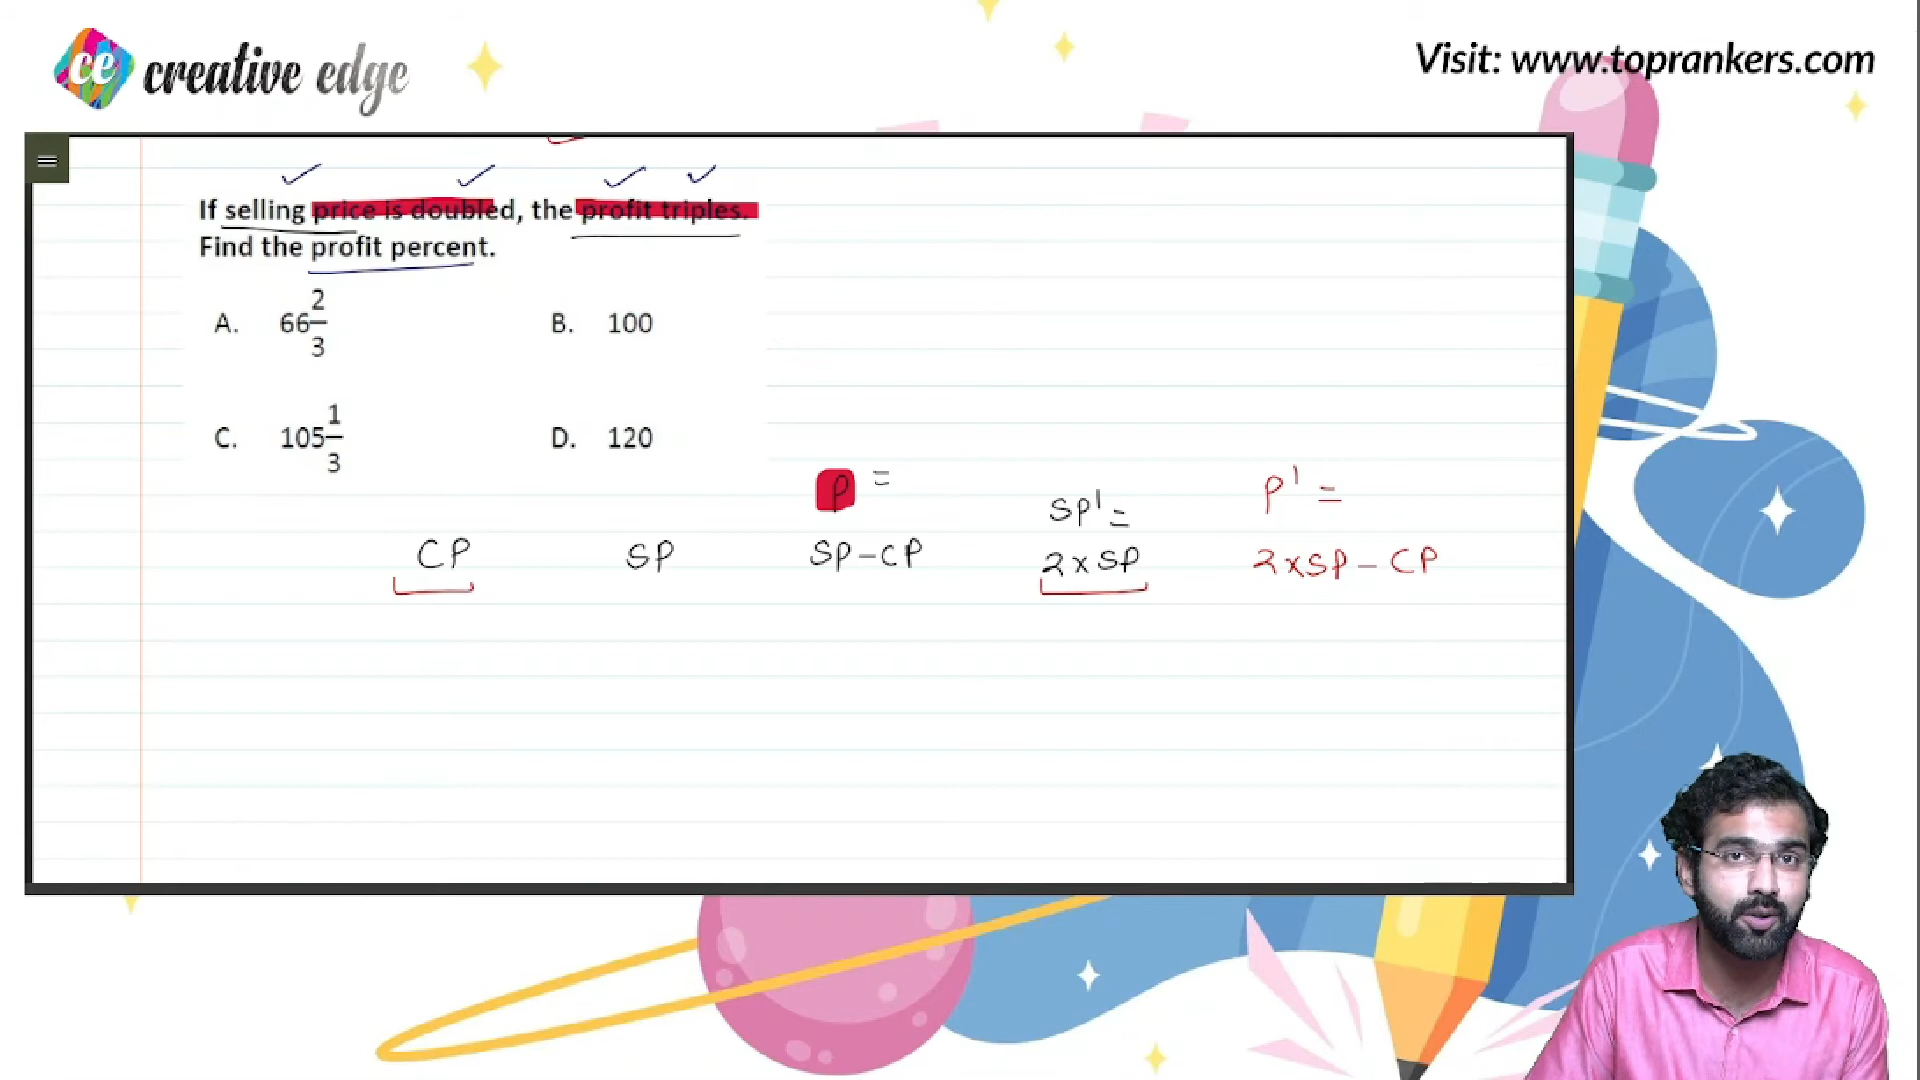 ce creative edge
Visit: www.toprankers.com
If selling price is doubled, the profit triples.
Find the profit percent.
A. 66 2/3 B. 100
C. 105 1/3 D. 120
P = SP' = P' =
CP SP SP-CP 2xSP 2xSP-CP